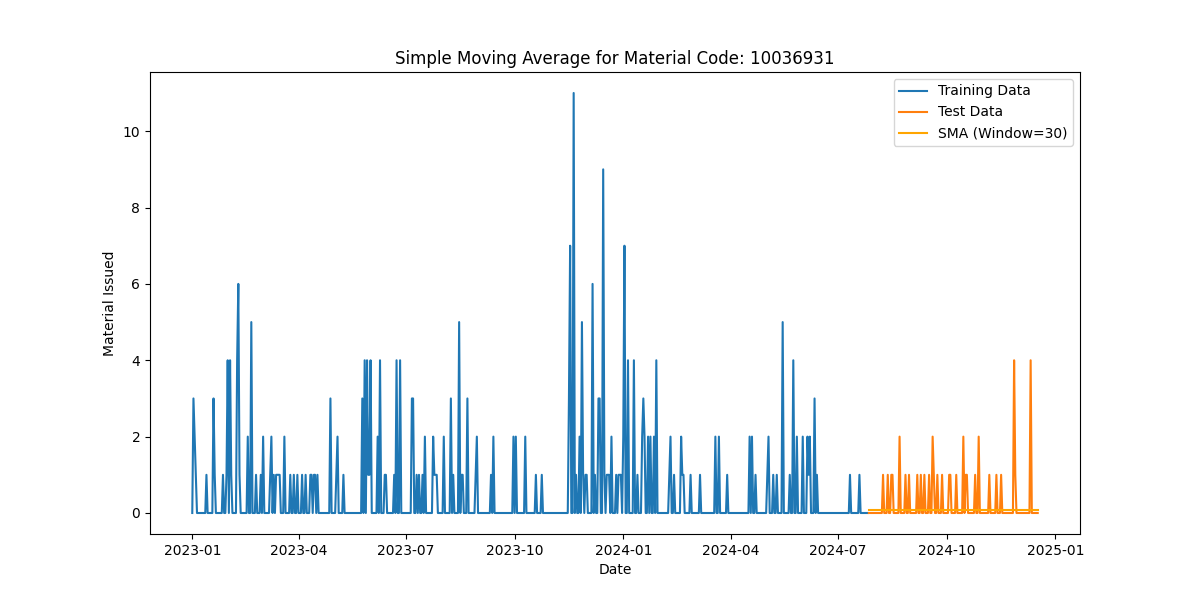 Simple Moving Average for Material Code: 10036931
Training Data
Test Data
SMA (Window=30)
Material Issued
10
8
6
4
2
0
2023-01 2023-04 2023-07 2023-10 2024-01 2024-04 2024-07 2024-10 2025-01
Date